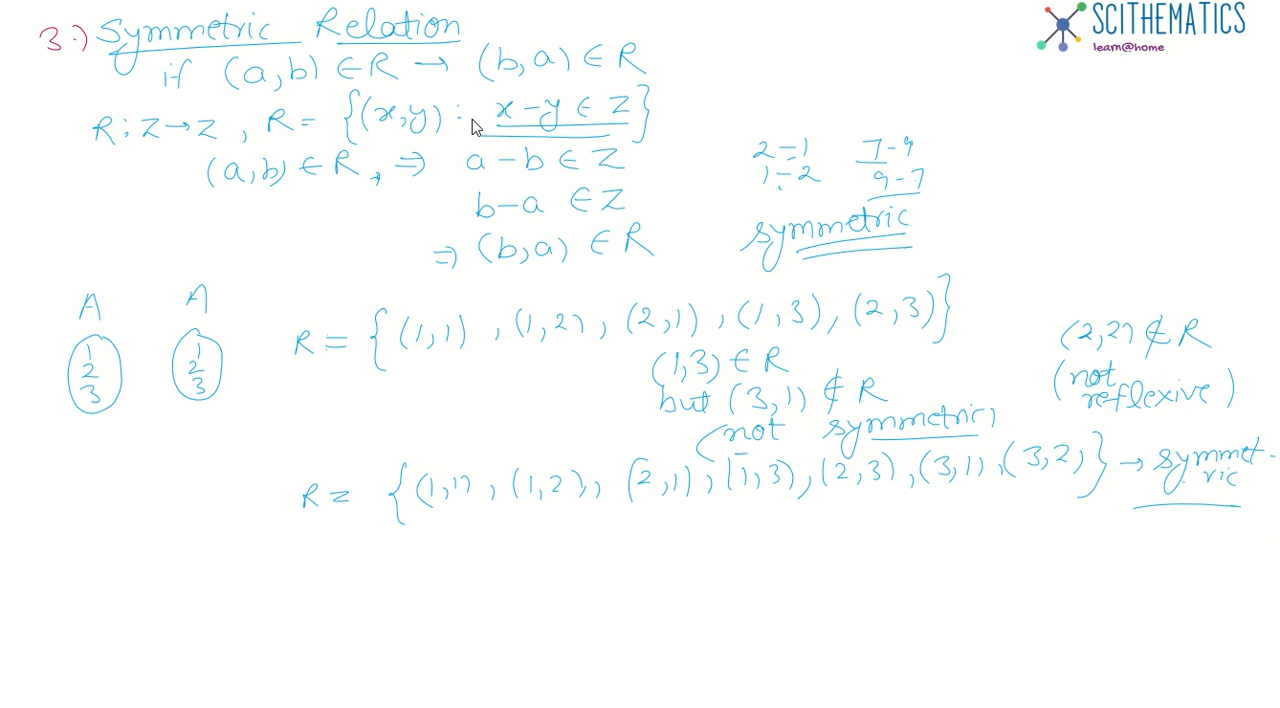 3.) Symmetric Relation
SCITHEMATICS
learn@home
if (a,b) ∈ R → (b,a) ∈ R
R: Z→Z , R = {(x,y) : x-y ∈ Z}
(a,b) ∈ R, ⇒ a-b ∈ Z
b-a ∈ Z
⇒ (b,a) ∈ R
2-1 7-9
1-2 9-7
symmetric
A A
1 1
2 2
3 3
R = {(1,1) , (1,2) , (2,1) , (1,3) , (2,3)}
(1,3) ∈ R
but (3,1) ∉ R
(not symmetric)
(2,2) ∉ R
(not
reflexive)
R = {(1,1) , (1,2) , (2,1) , (1,3) , (2,3) , (3,1) , (3,2)} → symmet-
ric